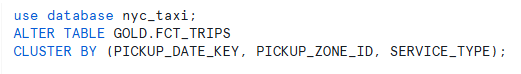 use database nyc_taxi;
ALTER TABLE GOLD.FCT_TRIPS
CLUSTER BY (PICKUP_DATE_KEY, PICKUP_ZONE_ID, SERVICE_TYPE);